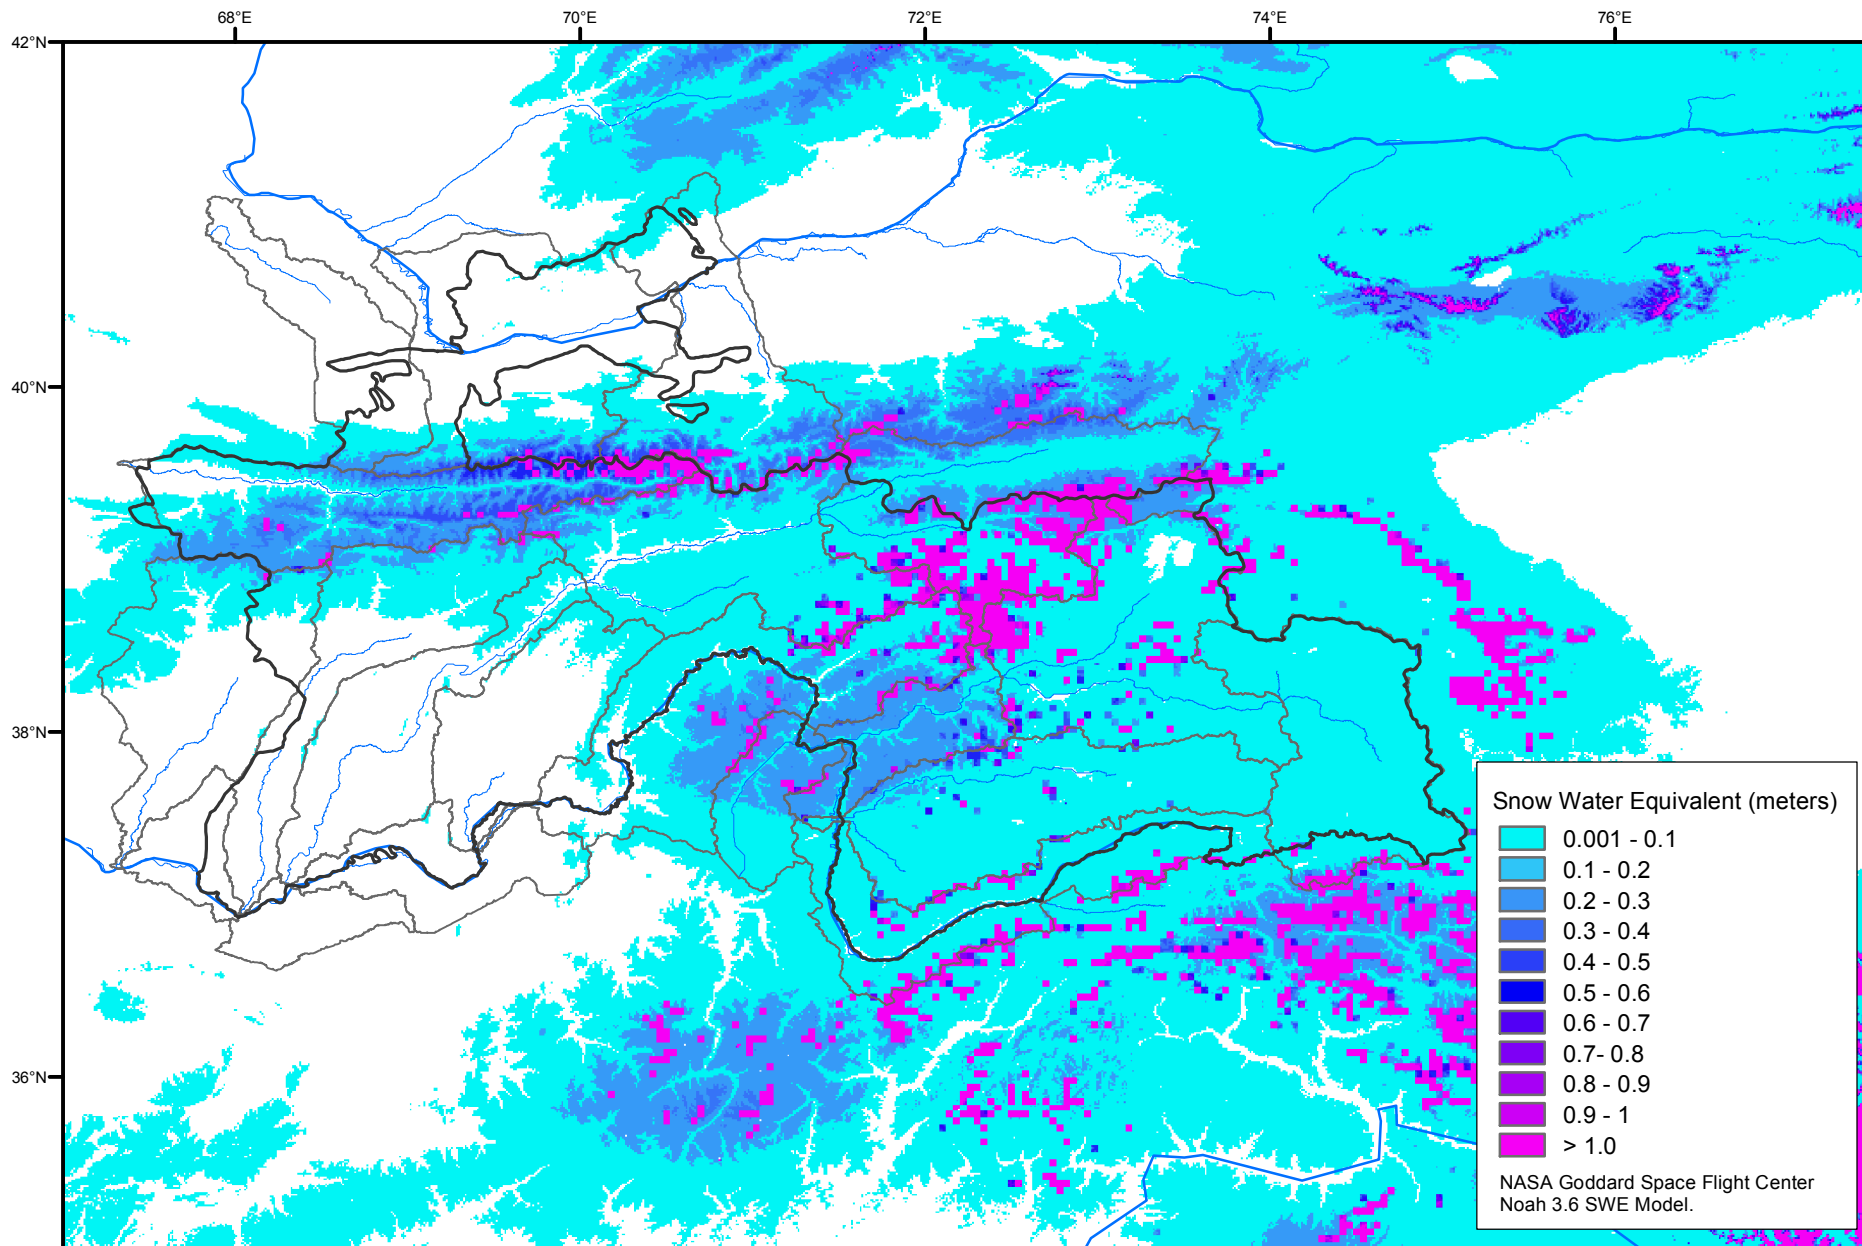 68°E
70°E
72°E
74°E
76°E
42°N
40°N
38°N
36°N
Snow Water Equivalent (meters)
0.001 - 0.1
0.1 - 0.2
0.2 - 0.3
0.3 - 0.4
0.4 - 0.5
0.5 - 0.6
0.6 - 0.7
0.7- 0.8
0.8 - 0.9
0.9 - 1
> 1.0
NASA Goddard Space Flight Center
Noah 3.6 SWE Model.